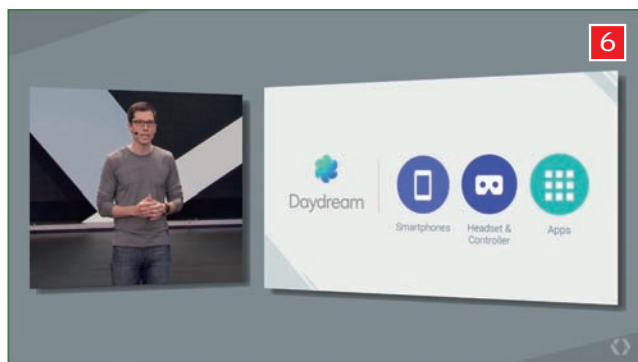 6
Daydream
Smartphones
Headset &
Controller
Apps